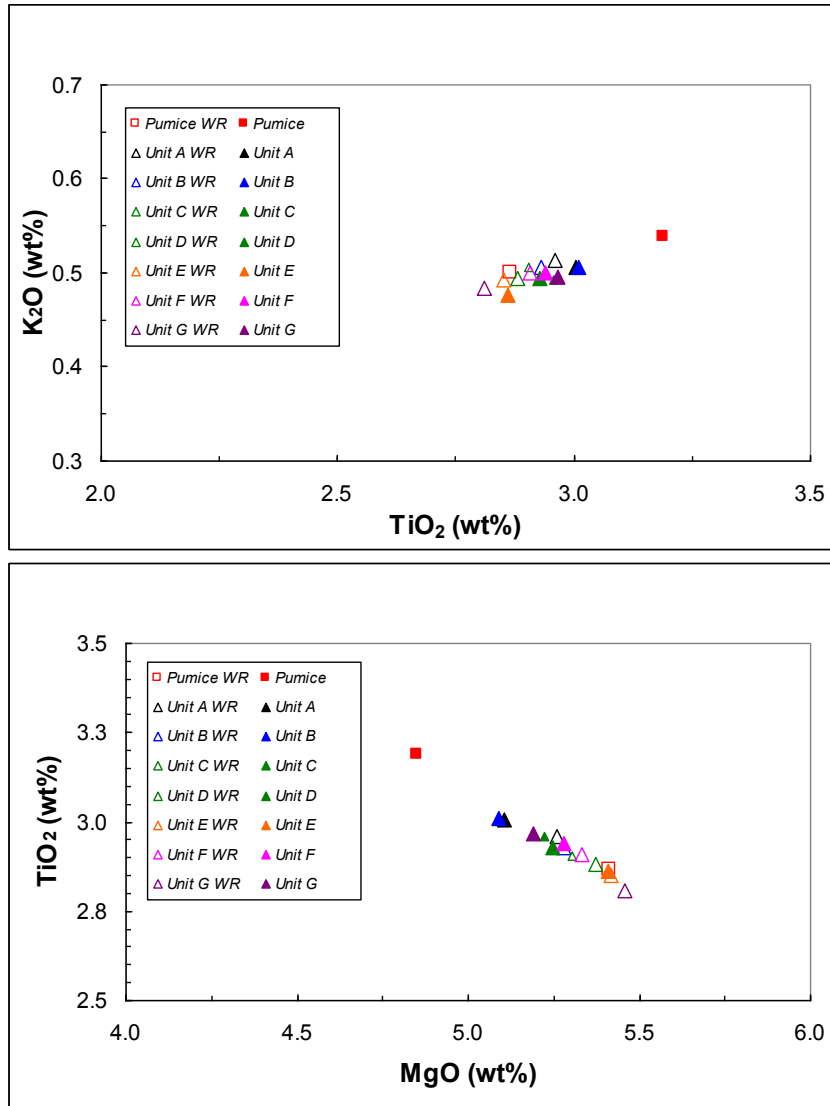 0.7
0.6
0.5
0.4
0.3
K₂O (wt%)
Pumice WR Pumice
Unit A WR Unit A
Unit B WR Unit B
Unit C WR Unit C
Unit D WR Unit D
Unit E WR Unit E
Unit F WR Unit F
Unit G WR Unit G
2.0 2.5 3.0 3.5
TiO₂ (wt%)
3.5
3.3
3.0
2.8
2.5
TiO₂ (wt%)
Pumice WR Pumice
Unit A WR Unit A
Unit B WR Unit B
Unit C WR Unit C
Unit D WR Unit D
Unit E WR Unit E
Unit F WR Unit F
Unit G WR Unit G
4.0 4.5 5.0 5.5 6.0
MgO (wt%)